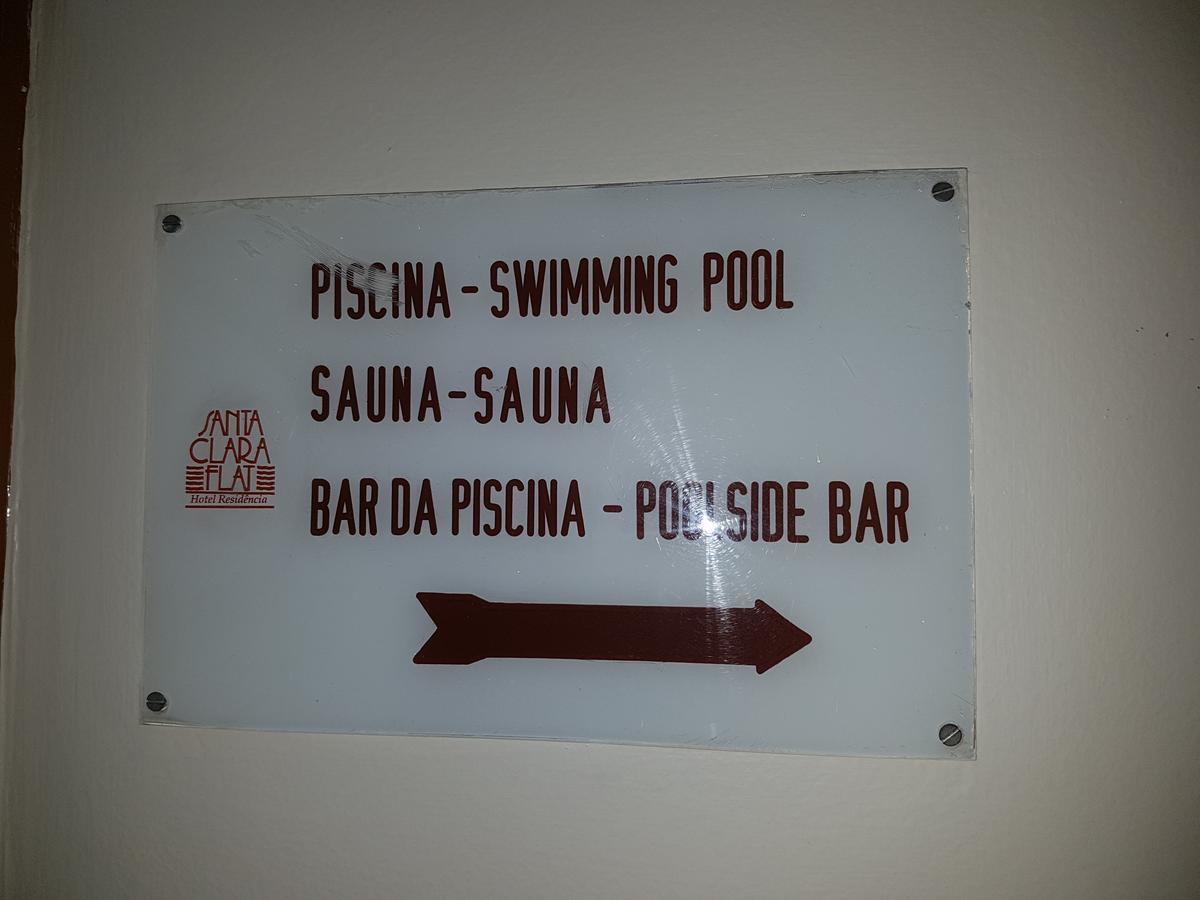 PISCINA - SWIMMING POOL
SAUNA - SAUNA
SANTA
CLARA
FLAT
Hotel Residência
BAR DA PISCINA - POOLSIDE BAR